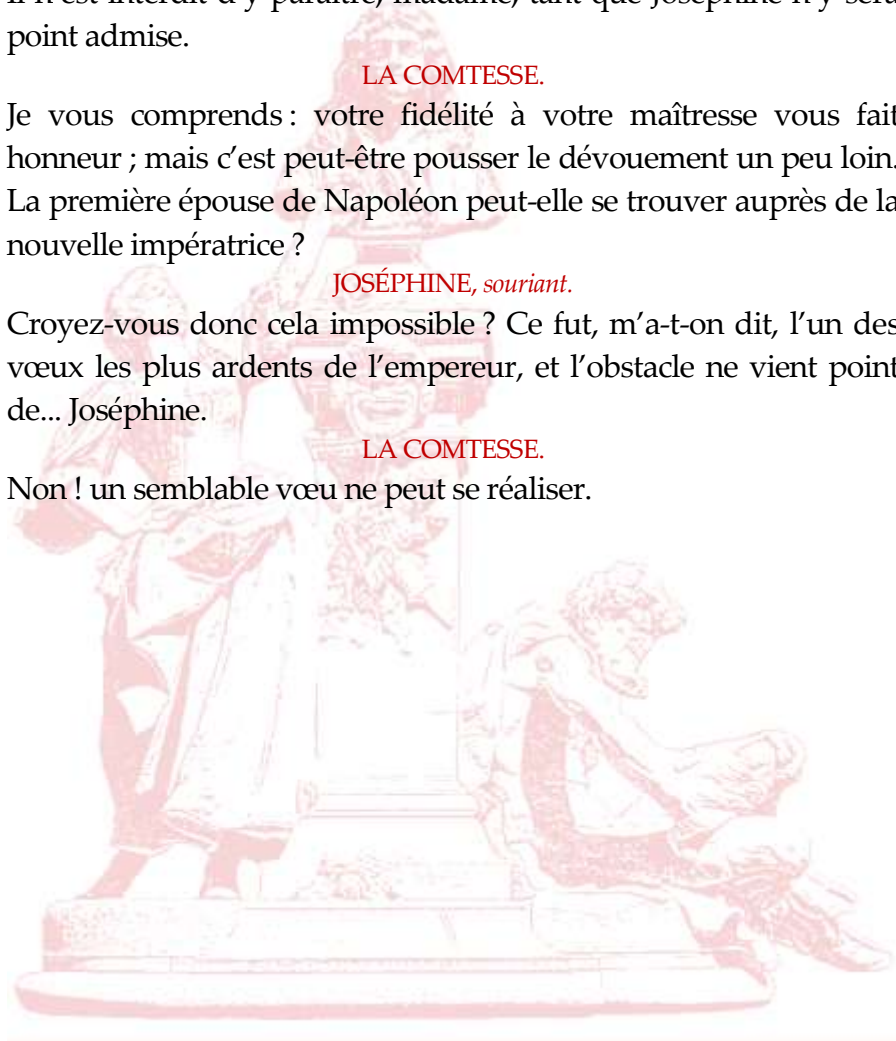 point admise.
LA COMTESSE.
Je vous comprends : votre fidélité à votre maîtresse vous fait
honneur ; mais c’est peut-être pousser le dévouement un peu loin.
La première épouse de Napoléon peut-elle se trouver auprès de la
nouvelle impératrice ?
JOSÉPHINE, souriant.
Croyez-vous donc cela impossible ? Ce fut, m’a-t-on dit, l’un des
vœux les plus ardents de l’empereur, et l’obstacle ne vient point
de... Joséphine.
LA COMTESSE.
Non ! un semblable vœu ne peut se réaliser.